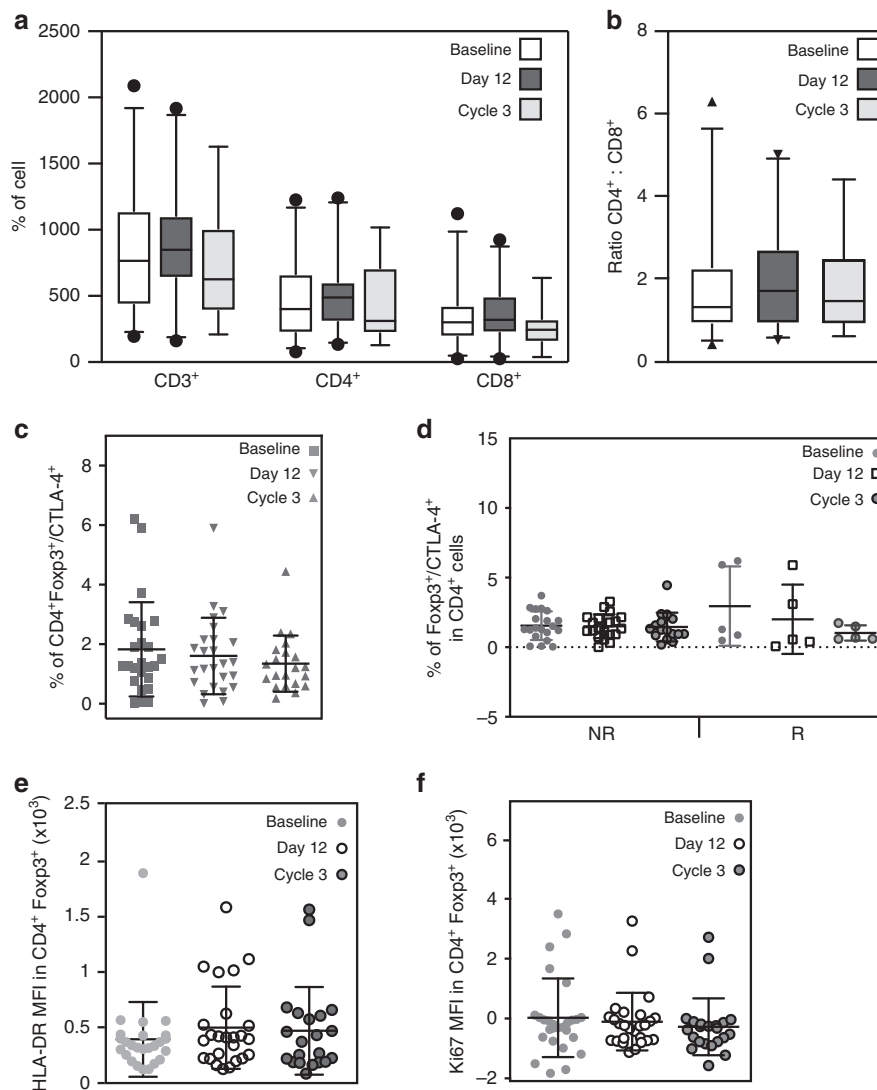 a
2500
2000
1500
1000
500
0
% of cell
Baseline
Day 12
Cycle 3
CD3⁺
CD4⁺
CD8⁺
b
8
6
4
2
0
Ratio CD4⁺ : CD8⁺
Baseline
Day 12
Cycle 3
c
8
6
4
2
0
% of CD4⁺Foxp3⁺/CTLA-4⁺
Baseline
Day 12
Cycle 3
d
15
10
5
0
–5
% of Foxp3⁺/CTLA-4⁺
in CD4⁺ cells
Baseline
Day 12
Cycle 3
NR
R
e
2.5
2
1.5
1
0.5
0
HLA-DR MFI in CD4⁺ Foxp3⁺ (x10³)
Baseline
Day 12
Cycle 3
f
6
4
2
0
–2
Ki67 MFI in CD4⁺ Foxp3⁺ (x10³)
Baseline
Day 12
Cycle 3